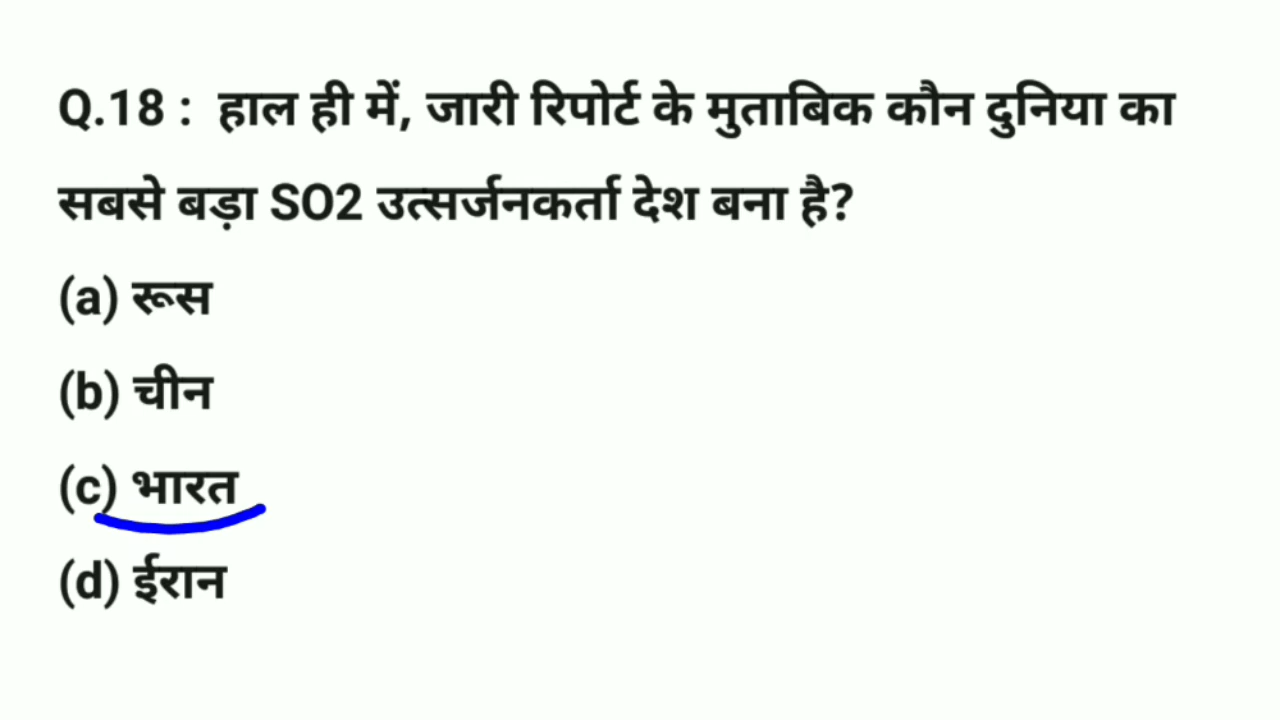 Q.18 : हाल ही में, जारी रिपोर्ट के मुताबिक कौन दुनिया का
सबसे बड़ा SO2 उत्सर्जनकर्ता देश बना है?
(a) रूस
(b) चीन
(c) भारत
(d) ईरान